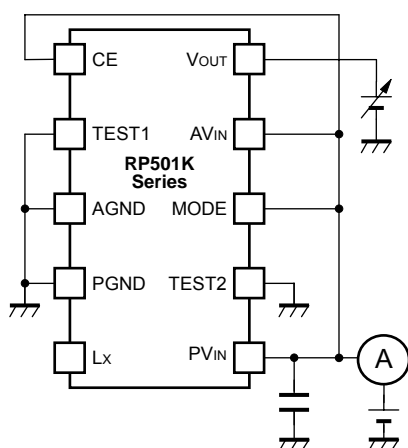 CE
VOUT
TEST1
AVIN
RP501K
Series
AGND
MODE
PGND
TEST2
LX
PVIN
A